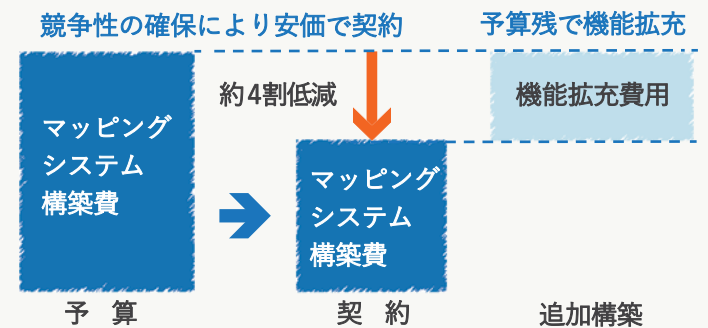 競争性の確保により安価で契約
予算残で機能拡充
約4割低減
機能拡充費用
マッピング
システム
構築費
マッピング
システム
構築費
予 算
契 約
追加構築